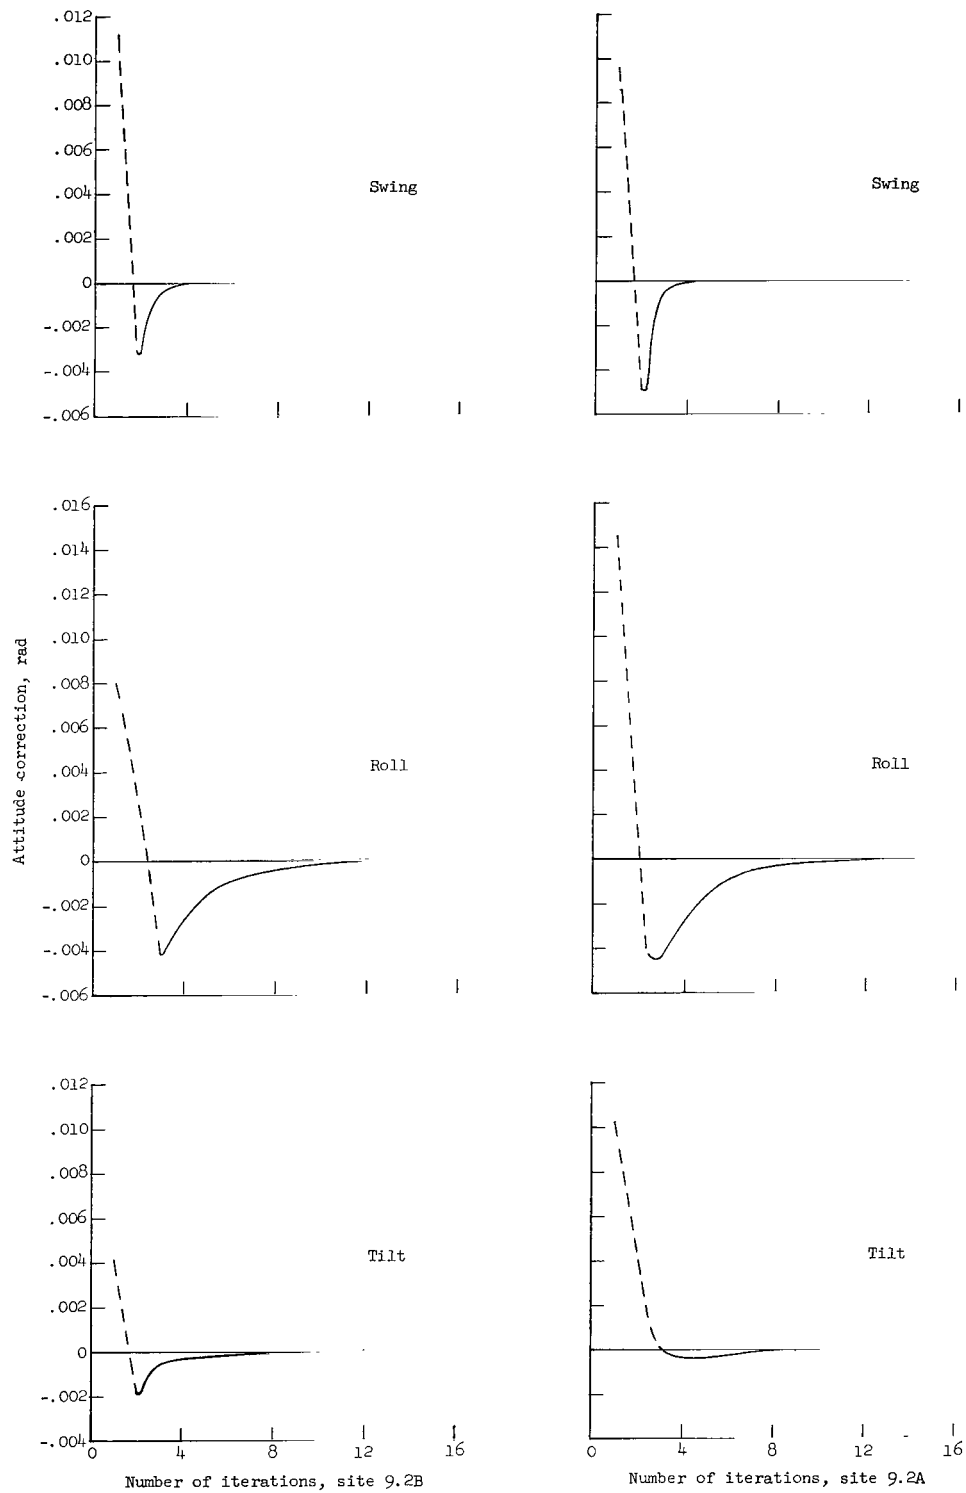 .012
.010
.008
.006
.004
.002
0
-.002
-.004
-.006
Swing
Swing
.016
.014
.012
.010
.008
.006
.004
.002
0
-.002
-.004
-.006
Attitude correction, rad
Roll
Roll
.012
.010
.008
.006
.004
.002
0
-.002
-.004
Tilt
Tilt
0 4 8 12 16
0 4 8 12 16
Number of iterations, site 9.2B
Number of iterations, site 9.2A